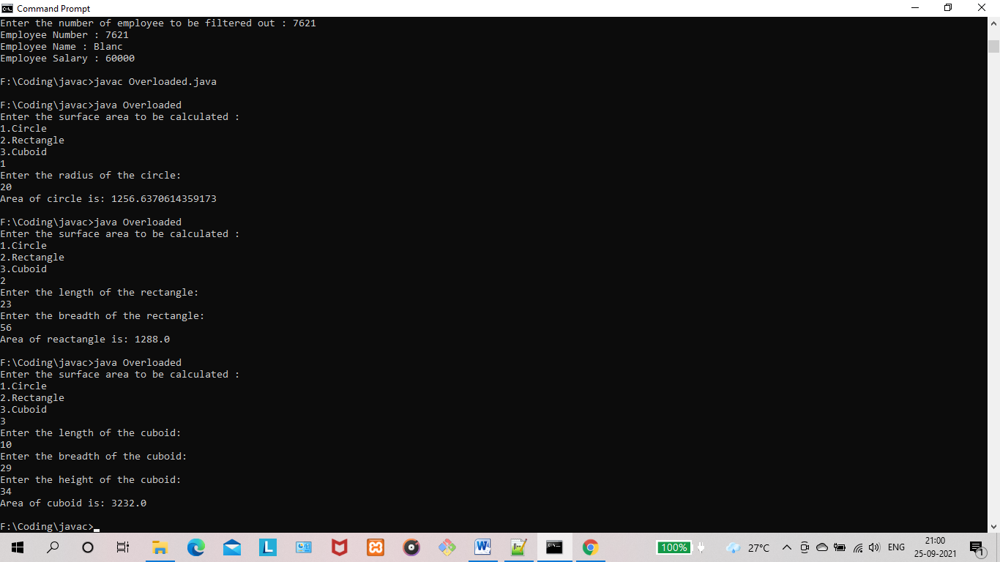 Command Prompt
Enter the number of employee to be filtered out : 7621
Employee Number : 7621
Employee Name : Blanc
Employee Salary : 60000
F:\Coding\javac>javac Overloaded.java
F:\Coding\javac>java Overloaded
Enter the surface area to be calculated :
1.Circle
2.Rectangle
3.Cuboid
1
Enter the radius of the circle:
20
Area of circle is: 1256.6370614359173
F:\Coding\javac>java Overloaded
Enter the surface area to be calculated :
1.Circle
2.Rectangle
3.Cuboid
2
Enter the length of the rectangle:
23
Enter the breadth of the rectangle:
56
Area of reactangle is: 1288.0
F:\Coding\javac>java Overloaded
Enter the surface area to be calculated :
1.Circle
2.Rectangle
3.Cuboid
3
Enter the length of the cuboid:
10
Enter the breadth of the cuboid:
29
Enter the height of the cuboid:
34
Area of cuboid is: 3232.0
F:\Coding\javac>
100%
27°C
ENG
21:00
25-09-2021
1